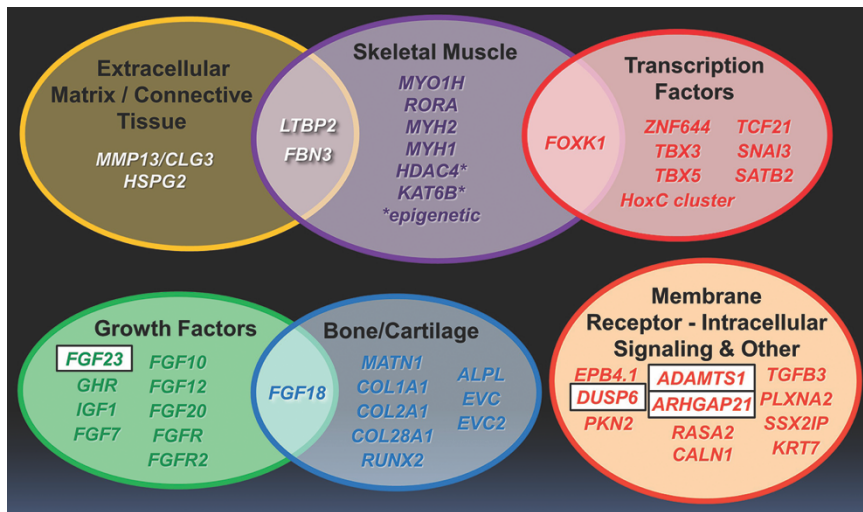 Extracellular
Matrix / Connective
Tissue
MMP13/CLG3
HSPG2
LTBP2
FBN3
Skeletal Muscle
MYO1H
RORA
MYH2
MYH1
HDAC4*
KAT6B*
*epigenetic
FOXK1
Transcription
Factors
ZNF644 TCF21
TBX3 SNAI3
TBX5 SATB2
HoxC cluster
Growth Factors
FGF23 FGF10
GHR FGF12
IGF1 FGF20
FGF7 FGFR
FGFR2
FGF18
Bone/Cartilage
MATN1 ALPL
COL1A1 EVC
COL2A1 EVC2
COL28A1
RUNX2
Membrane
Receptor - Intracellular
Signaling & Other
EPB4.1 ADAMTS1 TGFB3
DUSP6 ARHGAP21 PLXNA2
PKN2 RASA2 SSX2IP
CALN1 KRT7